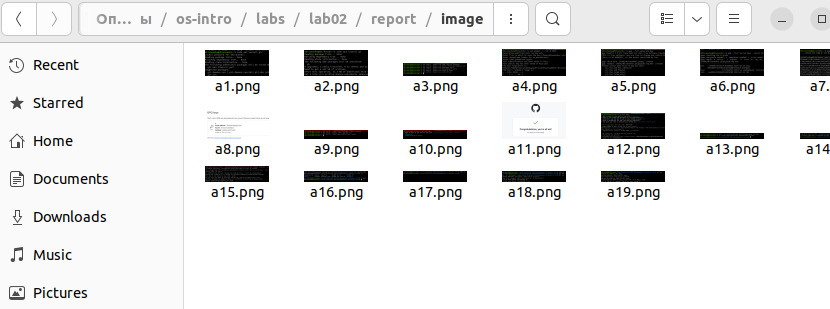 On... ы / os-intro / labs / lab02 / report / image
Recent
Starred
Home
Documents
Downloads
Music
Pictures
a1.png a2.png a3.png a4.png a5.png a6.png a7.
a8.png a9.png a10.png a11.png a12.png a13.png a14
a15.png a16.png a17.png a18.png a19.png